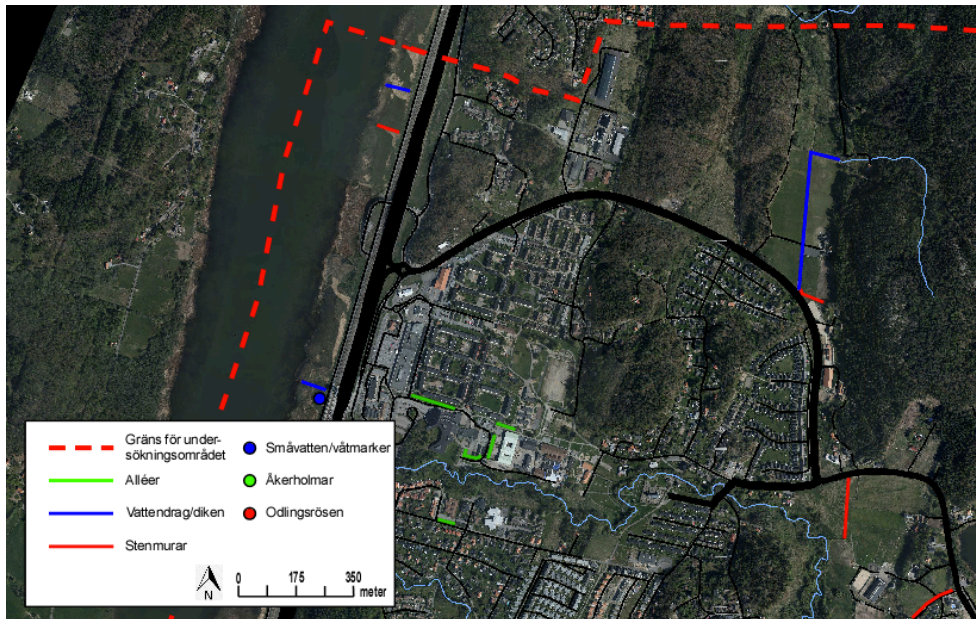 Gräns för under-
sökningsområdet
Alléer
Vattendrag/diken
Stenmurar
Småvatten/våtmarker
Åkerholmar
Odlingsrösen
N
0 175 350
meter